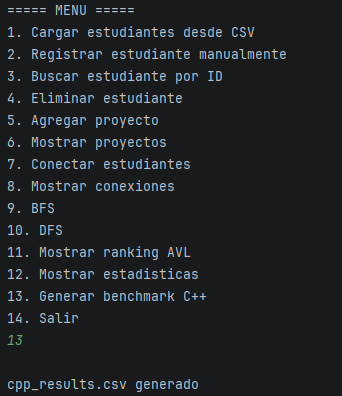 ===== MENU =====
1. Cargar estudiantes desde CSV
2. Registrar estudiante manualmente
3. Buscar estudiante por ID
4. Eliminar estudiante
5. Agregar proyecto
6. Mostrar proyectos
7. Conectar estudiantes
8. Mostrar conexiones
9. BFS
10. DFS
11. Mostrar ranking AVL
12. Mostrar estadisticas
13. Generar benchmark C++
14. Salir
13
cpp_results.csv generado